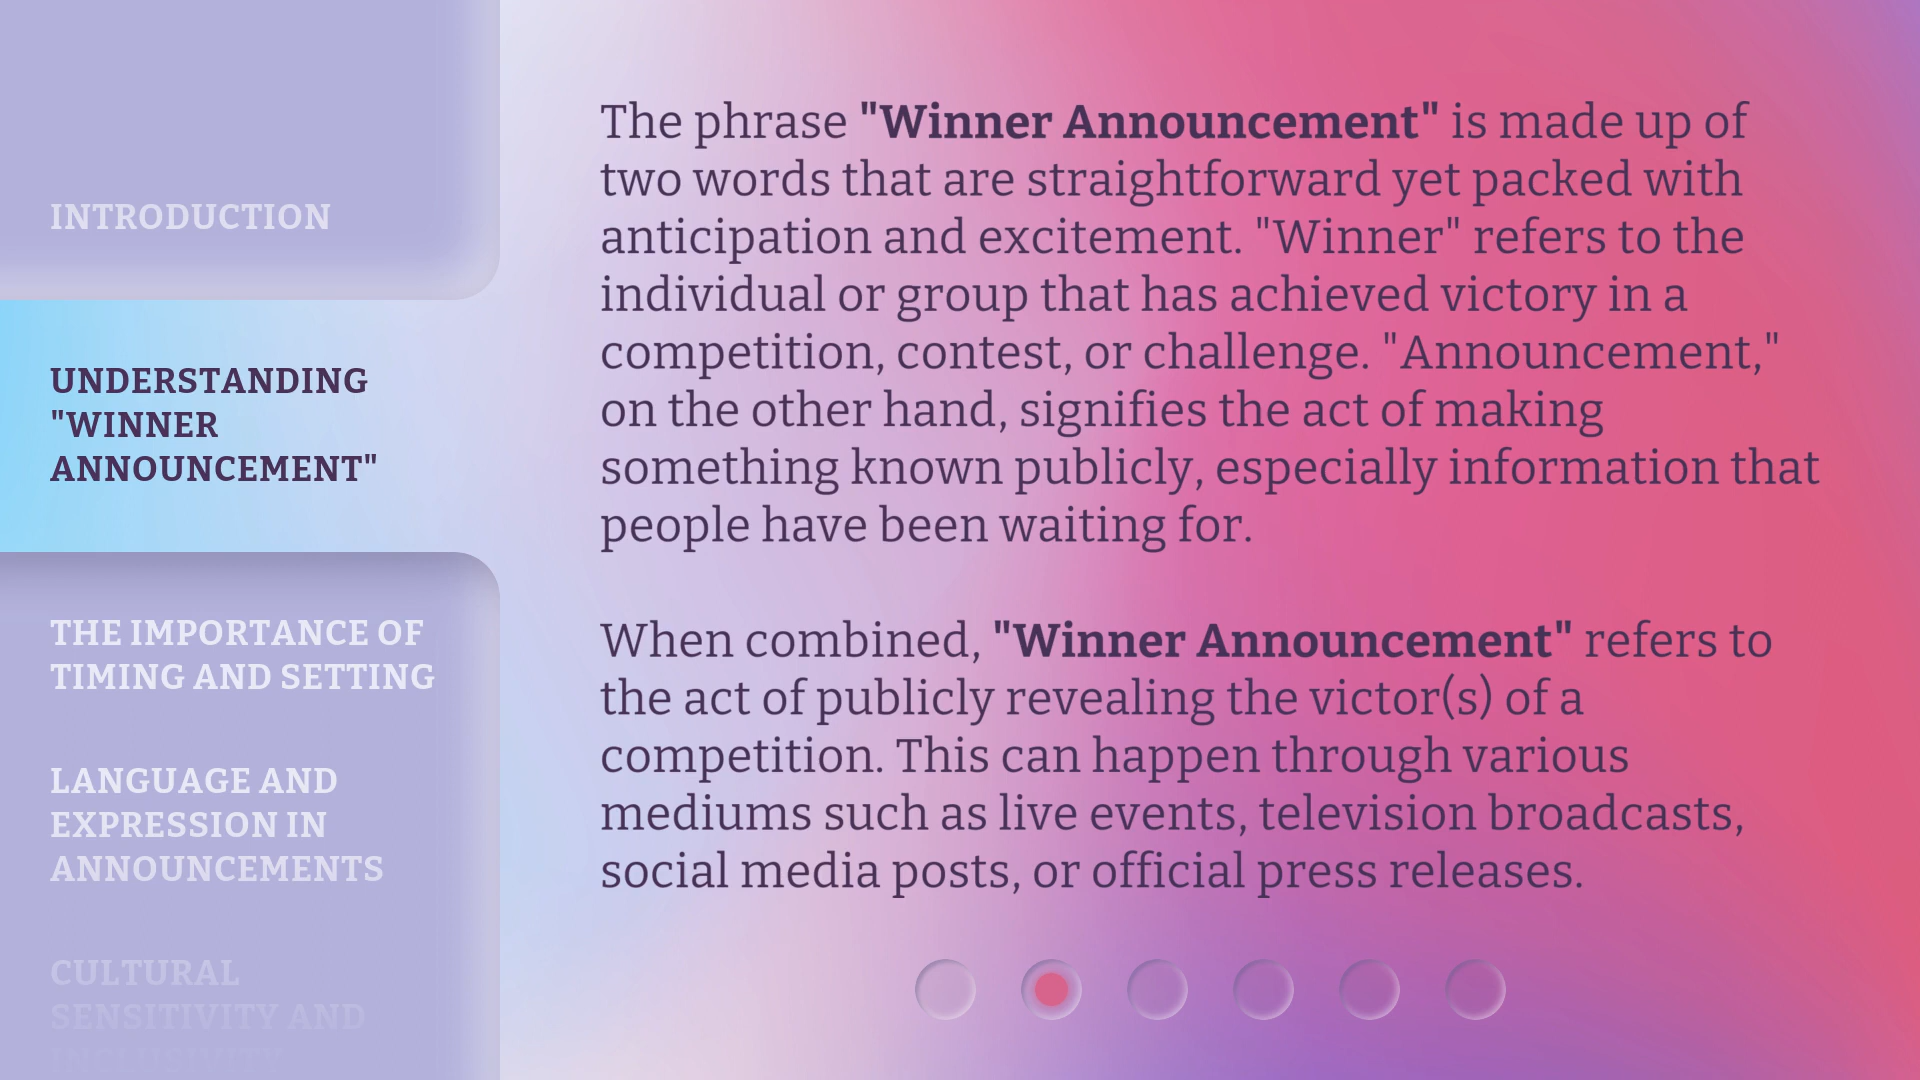 INTRODUCTION
UNDERSTANDING
"WINNER
ANNOUNCEMENT"
THE IMPORTANCE OF
TIMING AND SETTING
LANGUAGE AND
EXPRESSION IN
ANNOUNCEMENTS
CULTURAL
SENSITIVITY AND
INCLUSIVITY
The phrase "Winner Announcement" is made up of
two words that are straightforward yet packed with
anticipation and excitement. "Winner" refers to the
individual or group that has achieved victory in a
competition, contest, or challenge. "Announcement,"
on the other hand, signifies the act of making
something known publicly, especially information that
people have been waiting for.
When combined, "Winner Announcement" refers to
the act of publicly revealing the victor(s) of a
competition. This can happen through various
mediums such as live events, television broadcasts,
social media posts, or official press releases.